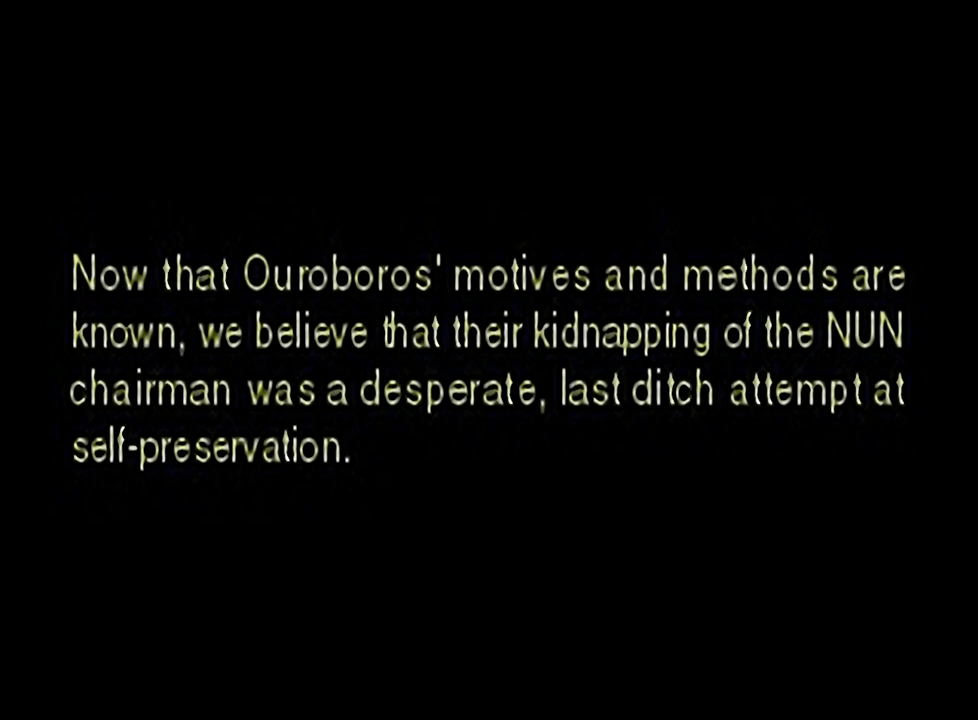 Now that Ouroboros' motives and methods are
known, we believe that their kidnapping of the NUN
chairman was a desperate, last ditch attempt at
self-preservation.